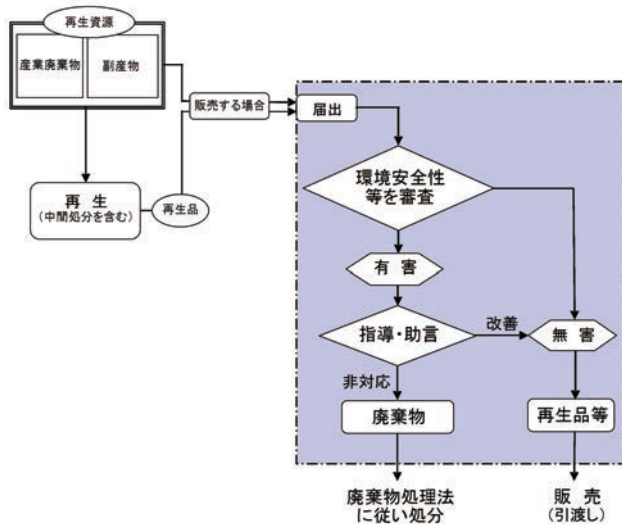 再生資源
産業廃棄物
副産物
販売する場合
届出
再 生
(中間処分を含む)
再生品
環境安全性
等を審査
有 害
指導・助言
改善
無 害
非対応
廃棄物
再生品等
廃棄物処理法
に従い処分
販 売
(引渡し)